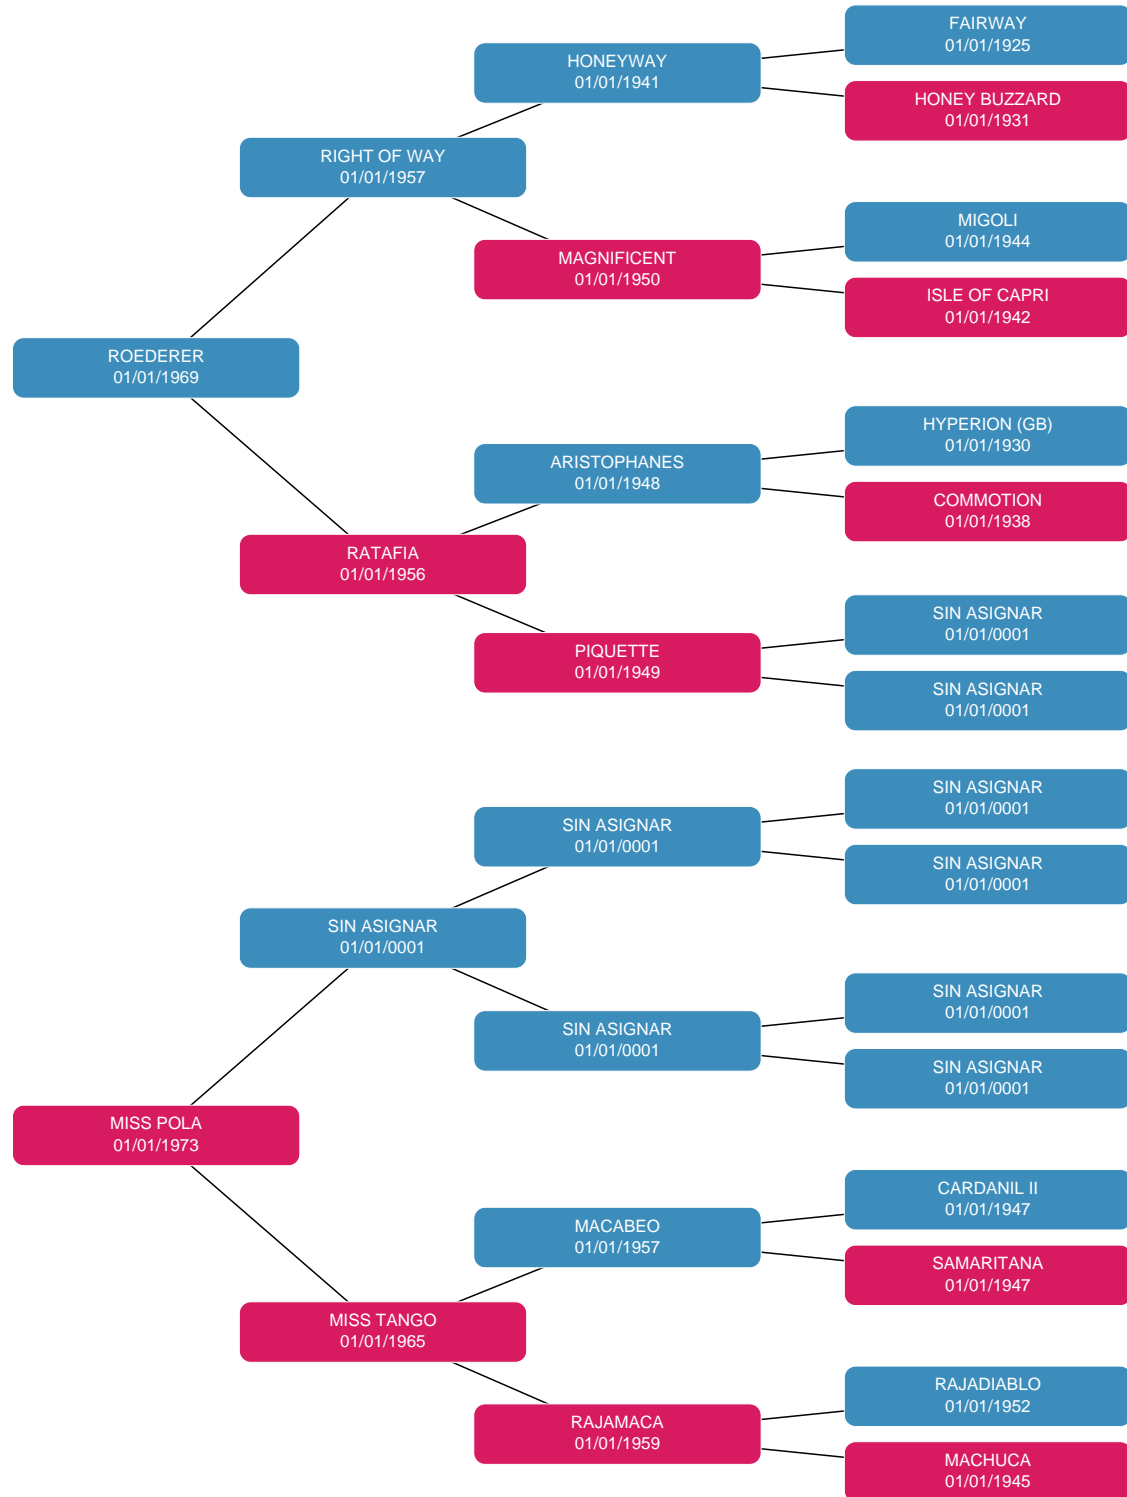 FAIRWAY
01/01/1925
HONEYWAY
01/01/1941
HONEY BUZZARD
01/01/1931
RIGHT OF WAY
01/01/1957
MIGOLI
01/01/1944
MAGNIFICENT
01/01/1950
ISLE OF CAPRI
01/01/1942
ROEDERER
01/01/1969
HYPERION (GB)
01/01/1930
ARISTOPHANES
01/01/1948
COMMOTION
01/01/1938
RATAFIA
01/01/1956
SIN ASIGNAR
01/01/0001
PIQUETTE
01/01/1949
SIN ASIGNAR
01/01/0001
SIN ASIGNAR
01/01/0001
SIN ASIGNAR
01/01/0001
SIN ASIGNAR
01/01/0001
SIN ASIGNAR
01/01/0001
SIN ASIGNAR
01/01/0001
SIN ASIGNAR
01/01/0001
SIN ASIGNAR
01/01/0001
MISS POLA
01/01/1973
CARDANIL II
01/01/1947
MACABEO
01/01/1957
SAMARITANA
01/01/1947
MISS TANGO
01/01/1965
RAJADIABLO
01/01/1952
RAJAMACA
01/01/1959
MACHUCA
01/01/1945